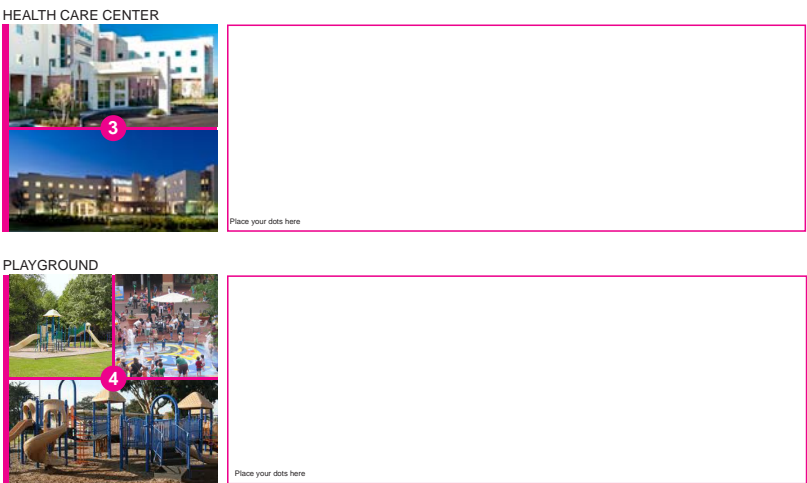 HEALTH CARE CENTER
3
Place your dots here
PLAYGROUND
4
Place your dots here